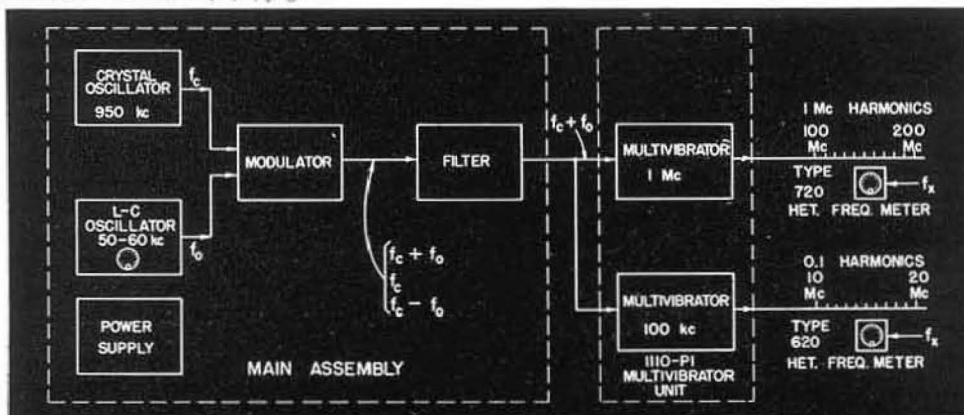 CRYSTAL
OSCILLATOR
950 kc
fc
L-C
OSCILLATOR
50-60 kc
fo
POWER
SUPPLY
MODULATOR
fc + fo
fc
fc - fo
FILTER
MAIN ASSEMBLY
fc + fo
MULTIVIBRATOR
1 Mc
MULTIVIBRATOR
100 kc
1110-P1
MULTIVIBRATOR
UNIT
1 Mc HARMONICS
100 200
Mc Mc
TYPE
720 fx
HET. FREQ. METER
0.1 HARMONICS
10 20
Mc Mc
TYPE
620 fx
HET. FREQ. METER